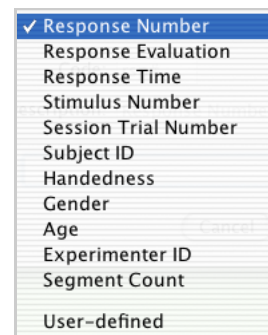 ✓ Response Number
Response Evaluation
Response Time
Stimulus Number
Session Trial Number
Subject ID
Handedness
Gender
Age
Experimenter ID
Segment Count
User-defined
Cancel